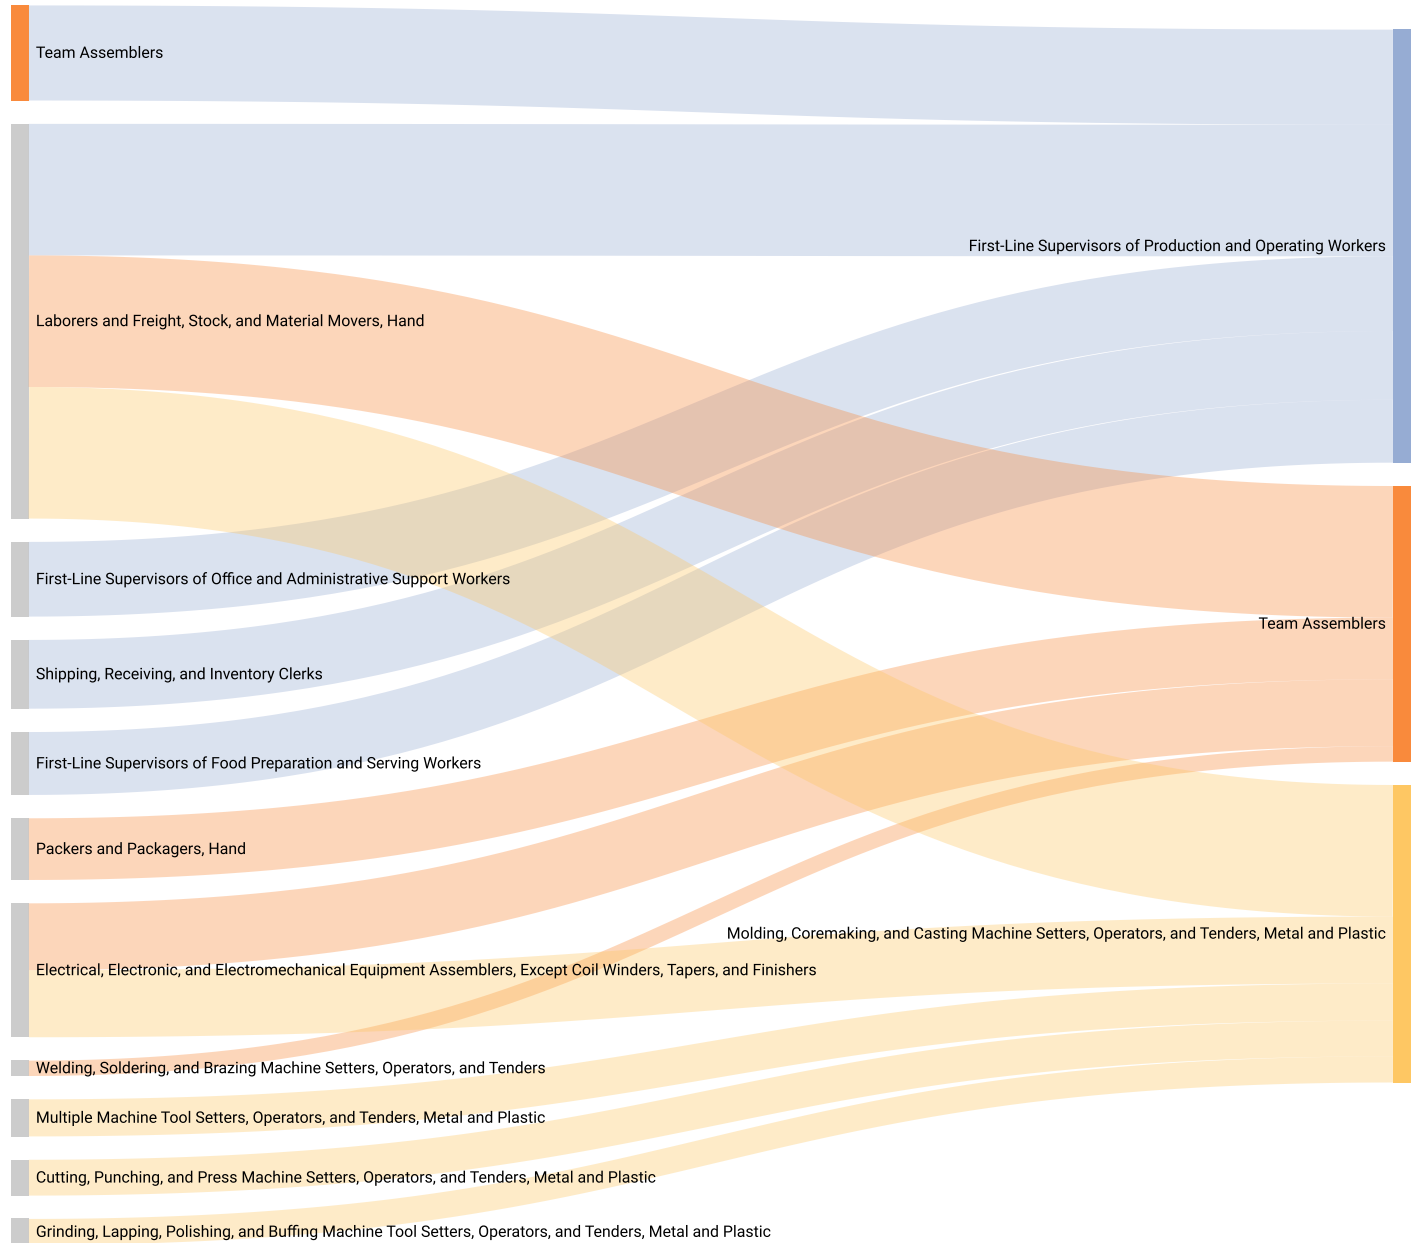 Team Assemblers
First-Line Supervisors of Production and Operating Workers
Laborers and Freight, Stock, and Material Movers, Hand
First-Line Supervisors of Office and Administrative Support Workers
Team Assemblers
Shipping, Receiving, and Inventory Clerks
First-Line Supervisors of Food Preparation and Serving Workers
Packers and Packagers, Hand
Molding, Coremaking, and Casting Machine Setters, Operators, and Tenders, Metal and Plastic
Electrical, Electronic, and Electromechanical Equipment Assemblers, Except Coil Winders, Tapers, and Finishers
Welding, Soldering, and Brazing Machine Setters, Operators, and Tenders
Multiple Machine Tool Setters, Operators, and Tenders, Metal and Plastic
Cutting, Punching, and Press Machine Setters, Operators, and Tenders, Metal and Plastic
Grinding, Lapping, Polishing, and Buffing Machine Tool Setters, Operators, and Tenders, Metal and Plastic